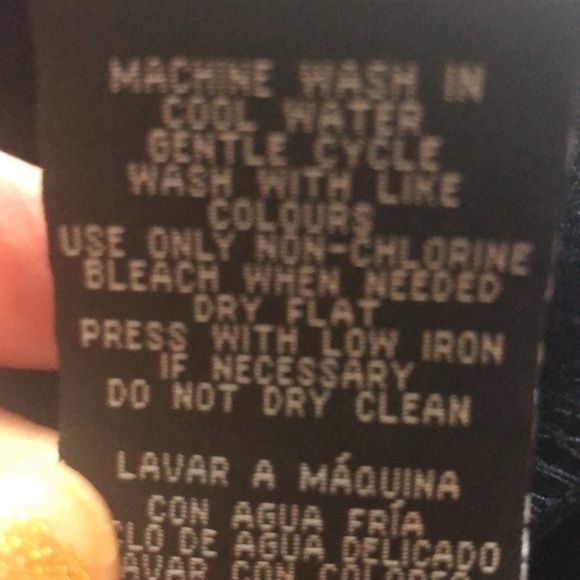 MACHINE WASH IN
COOL WATER
GENTLE CYCLE
WASH WITH LIKE
COLOURS
USE ONLY NON-CHLORINE
BLEACH WHEN NEEDED
DRY FLAT
PRESS WITH LOW IRON
IF NECESSARY
DO NOT DRY CLEAN
LAVAR A MÁQUINA
CON AGUA FRÍA
DE AGUA DELICADO
CON